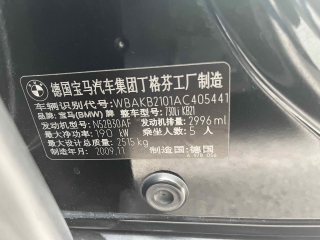 德国宝马汽车集团丁格芬工厂制造
车辆识别代号:WBAKB2101AC405441
品牌:宝马(BMW)牌 整车型号:730Li KB21
发动机型号:N52B30AF 发动机排量:2996 ml
最大净功率:190 kW 乘坐人数:5 人
最大设计总质量:2515kg
制造年月:2009.11 制造国:德国